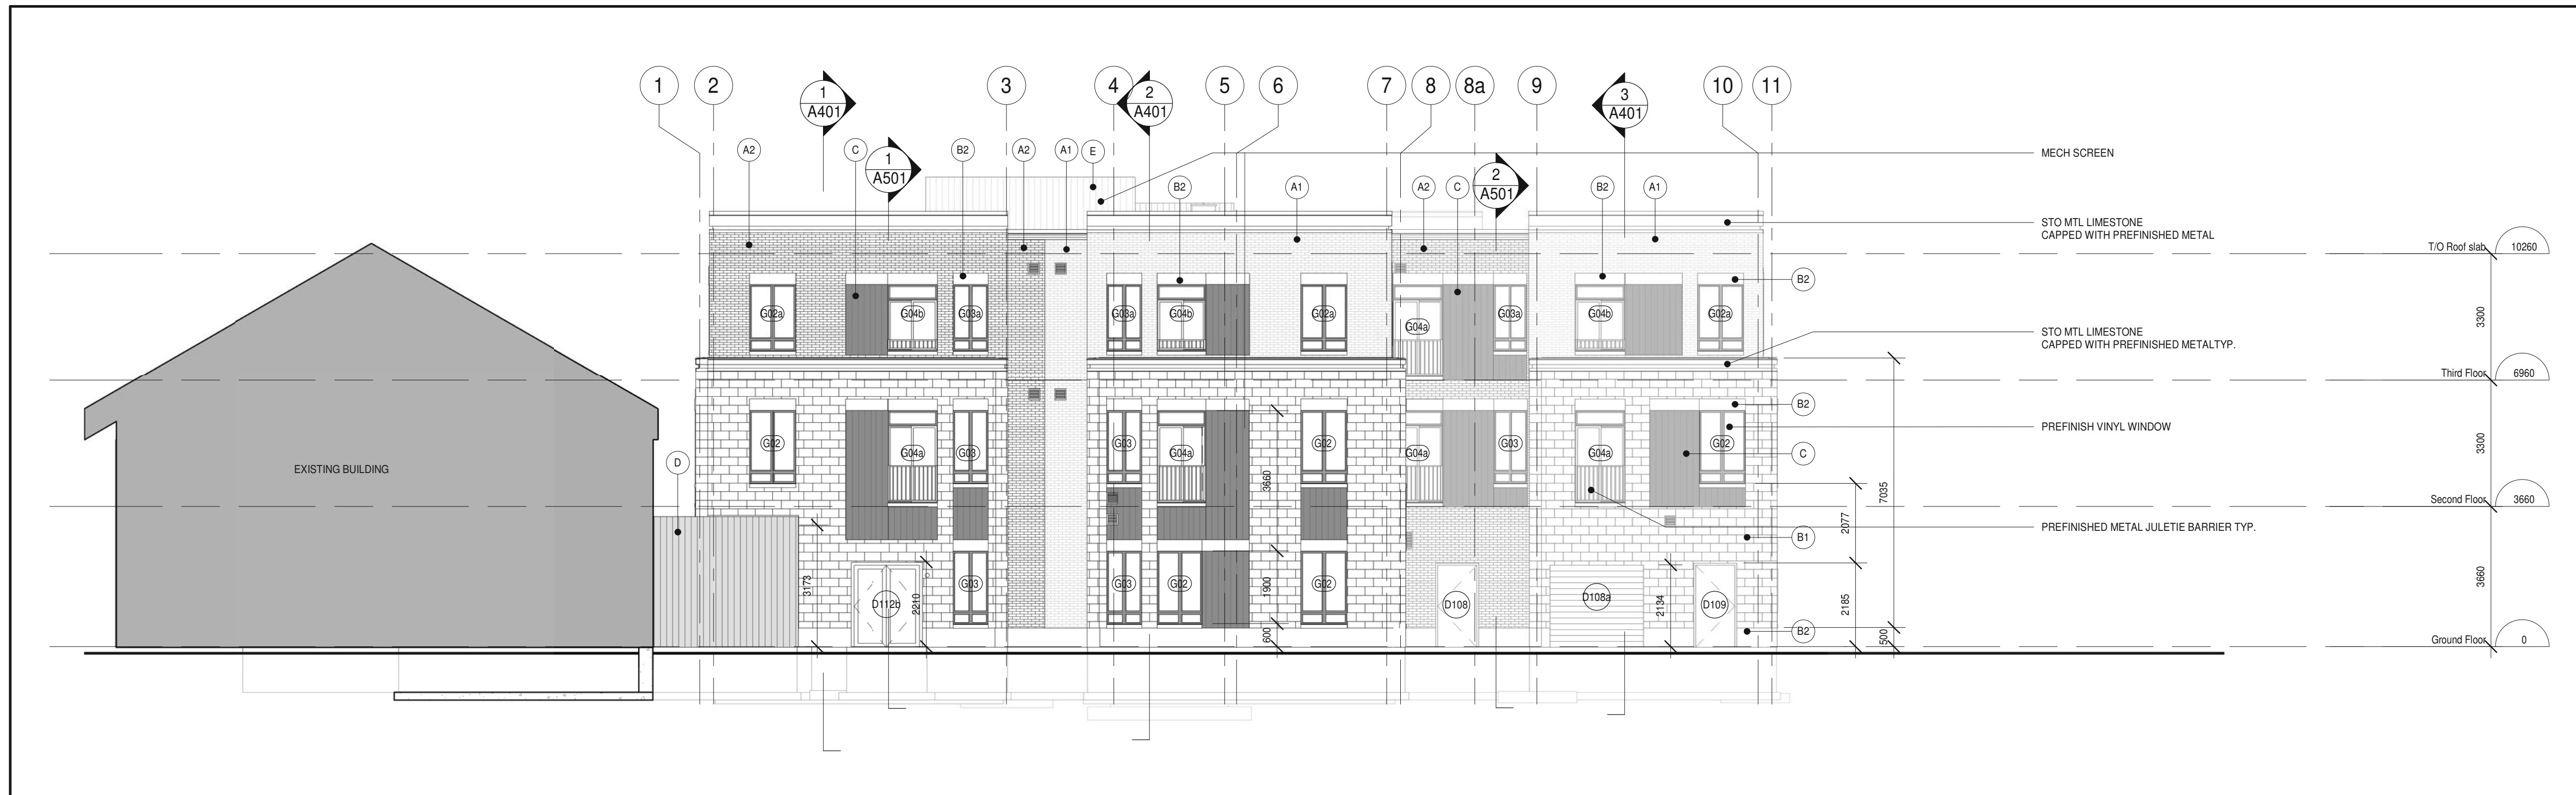 1 2 3 4 5 6 7 8 8a 9 10 11
1
A401
2
A401
3
A401
A2 C B2 A2 A1 E
1
A501
2
A501
B2 A1 A2 C B2 A1
MECH SCREEN
STO MTL LIMESTONE
CAPPED WITH PREFINISHED METAL
T/O Roof slab 10260
B2
G02a G04b G03a G03a G04b G02a G04a G03a G04b G02a
3300
STO MTL LIMESTONE
CAPPED WITH PREFINISHED METALTYP.
Third Floor 6960
B2
PREFINISH VINYL WINDOW
G02 G04a G03 G03 G04a G02 G04a G03 G04a G02
C
3300
EXISTING BUILDING
D
3660
7035
2077
Second Floor 3660
PREFINISHED METAL JULETIE BARRIER TYP.
B1
3173
2210
G03 G03 G02 G02
1900
D112b D108 D108a D109
2134
2185
3660
600
B2
500
Ground Floor 0